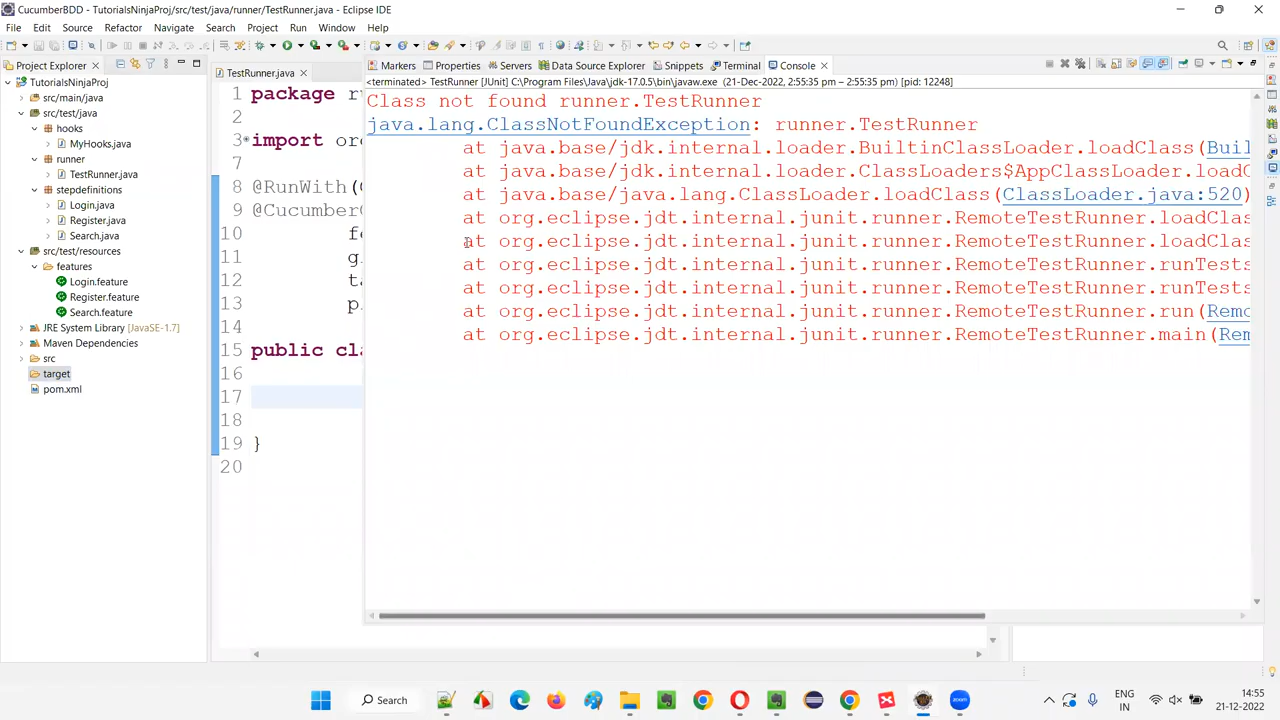 CucumberBDD - TutorialsNinjaProj/src/test/java/runner/TestRunner.java - Eclipse IDE
File Edit Source Refactor Navigate Search Project Run Window Help
Project Explorer
TutorialsNinjaProj
src/main/java
src/test/java
hooks
MyHooks.java
runner
TestRunner.java
stepdefinitions
Login.java
Register.java
Search.java
src/test/resources
features
Login.feature
Register.feature
Search.feature
JRE System Library [JavaSE-1.7]
Maven Dependencies
src
target
pom.xml
TestRunner.java
1 package r
2
3 import or
7
8 @RunWith(
9 @Cucumber
10 fe
11 g
12 ta
13 p
14
15 public cla
16
17
18
19 }
20
Markers Properties Servers Data Source Explorer Snippets Terminal Console
<terminated> TestRunner [JUnit] C:\Program Files\Java\jdk-17.0.5\bin\javaw.exe (21-Dec-2022, 2:55:35 pm – 2:55:35 pm) [pid: 12248]
Class not found runner.TestRunner
java.lang.ClassNotFoundException: runner.TestRunner
at java.base/jdk.internal.loader.BuiltinClassLoader.loadClass(Buil
at java.base/jdk.internal.loader.ClassLoaders$AppClassLoader.loadC
at java.base/java.lang.ClassLoader.loadClass(ClassLoader.java:520)
at org.eclipse.jdt.internal.junit.runner.RemoteTestRunner.loadClas
at org.eclipse.jdt.internal.junit.runner.RemoteTestRunner.loadClas
at org.eclipse.jdt.internal.junit.runner.RemoteTestRunner.runTests
at org.eclipse.jdt.internal.junit.runner.RemoteTestRunner.runTests
at org.eclipse.jdt.internal.junit.runner.RemoteTestRunner.run(Remo
at org.eclipse.jdt.internal.junit.runner.RemoteTestRunner.main(Rem
Search
ENG
IN
14:55
21-12-2022